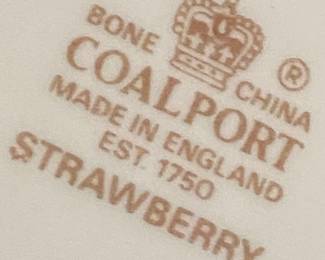 BONE CHINA ®
COALPORT
MADE IN ENGLAND
EST. 1750
STRAWBERRY